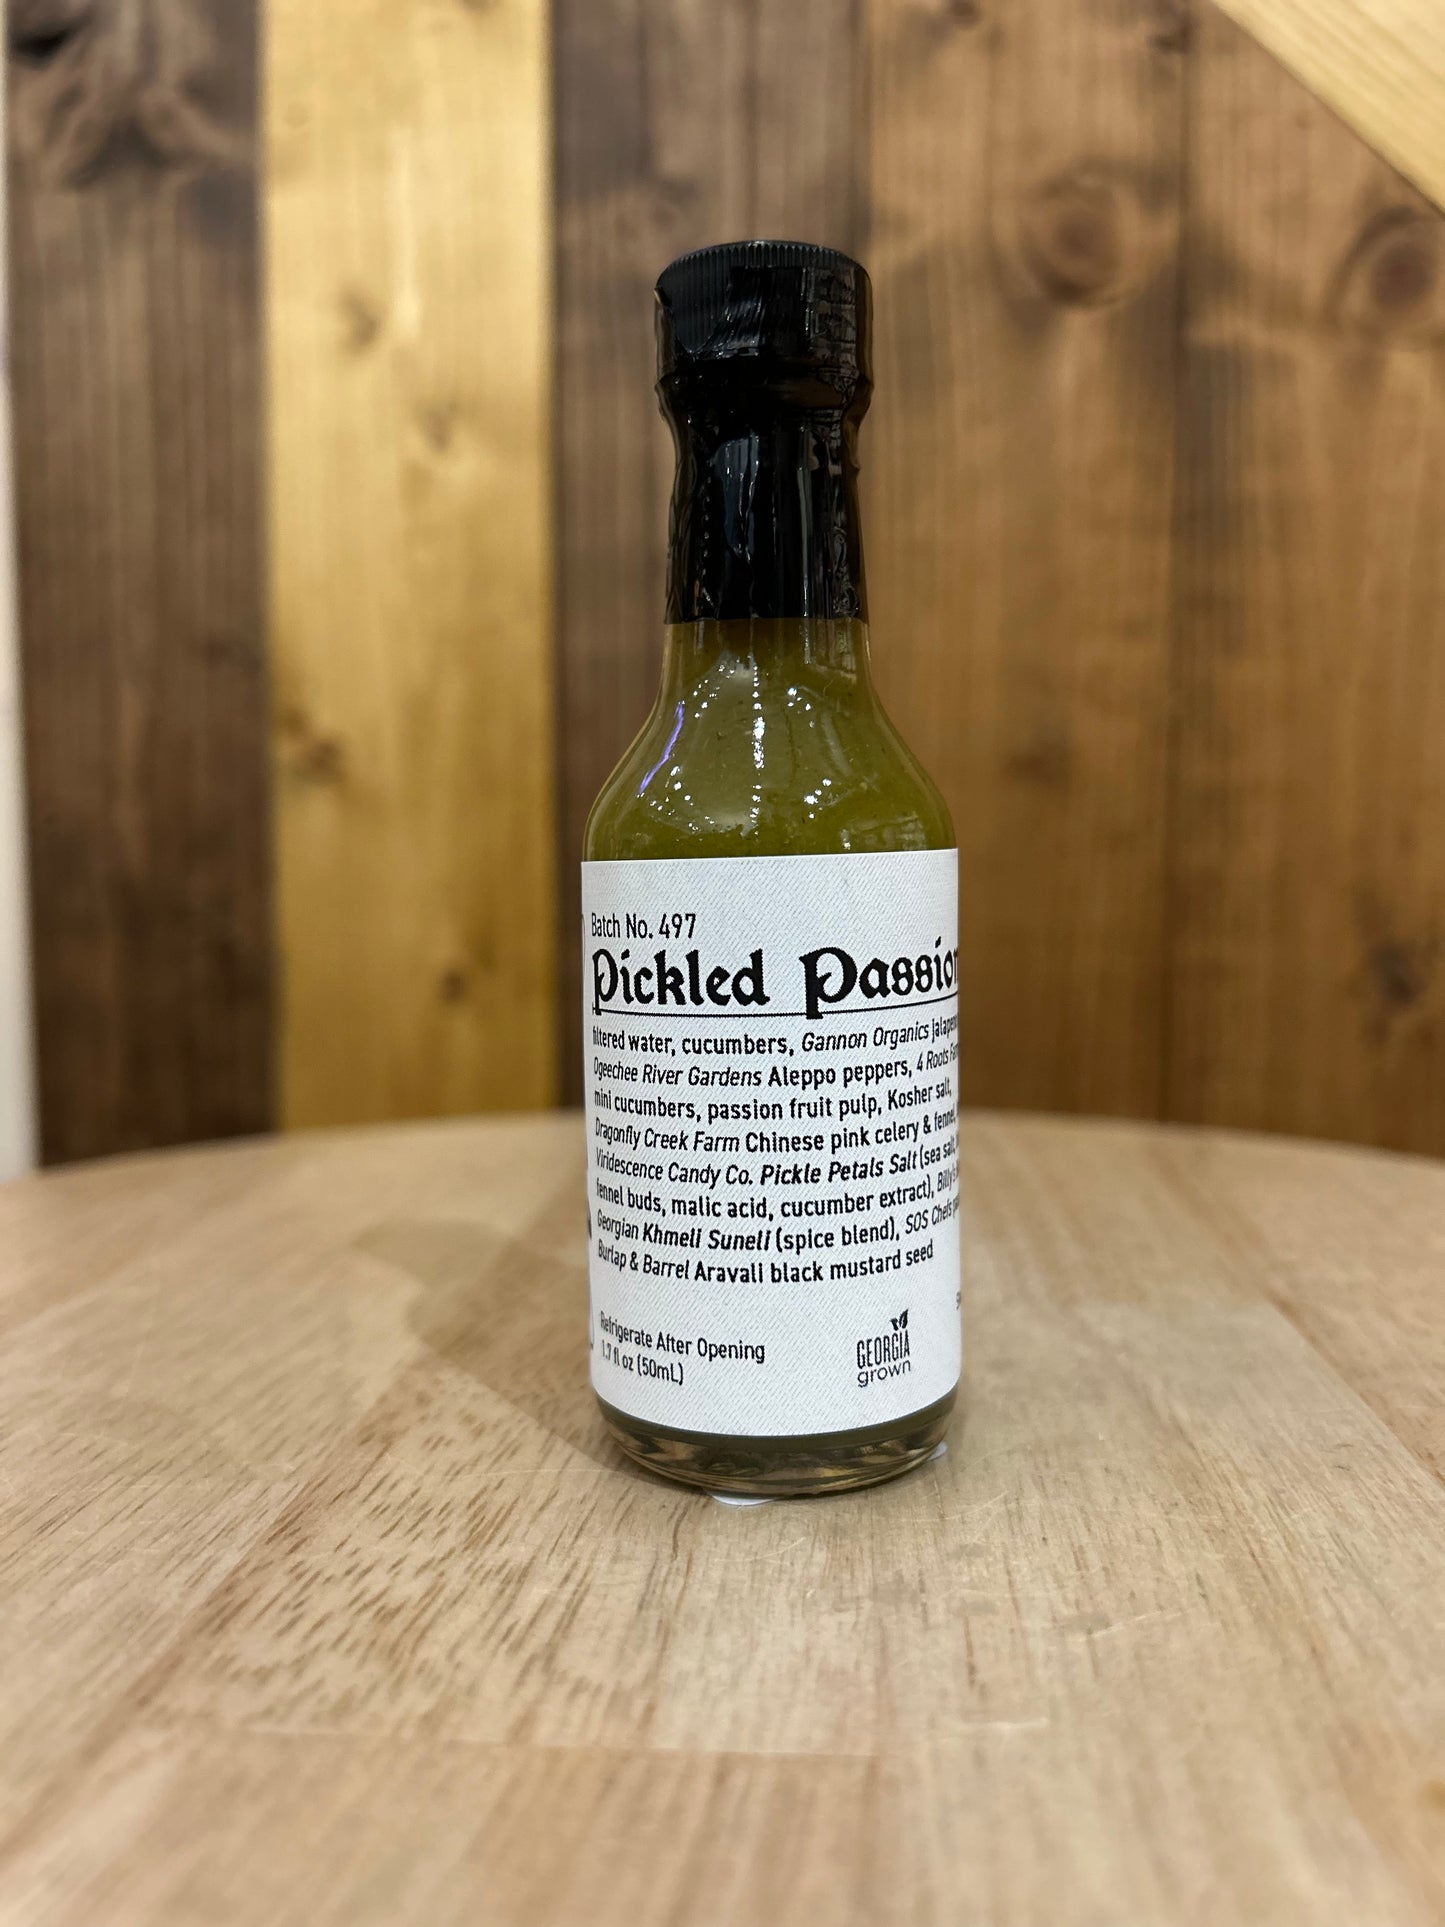 Batch No. 497
Pickled Passion
filtered water, cucumbers, Gannon Organics
Ogeechee River Gardens Aleppo peppers, 4 Roots
mini cucumbers, passion fruit pulp, Kosher salt,
Dragonfly Creek Farm Chinese pink celery & fennel,
Viridescence Candy Co. Pickle Petals Salt (sea salt,
fennel buds, malic acid, cucumber extract), Billy's
Georgian Khmeli Suneli (spice blend), SOS Chefs
Burlap & Barrel Aravali black mustard seed
Refrigerate After Opening
1.7 fl oz (50mL)
GEORGIA
grown